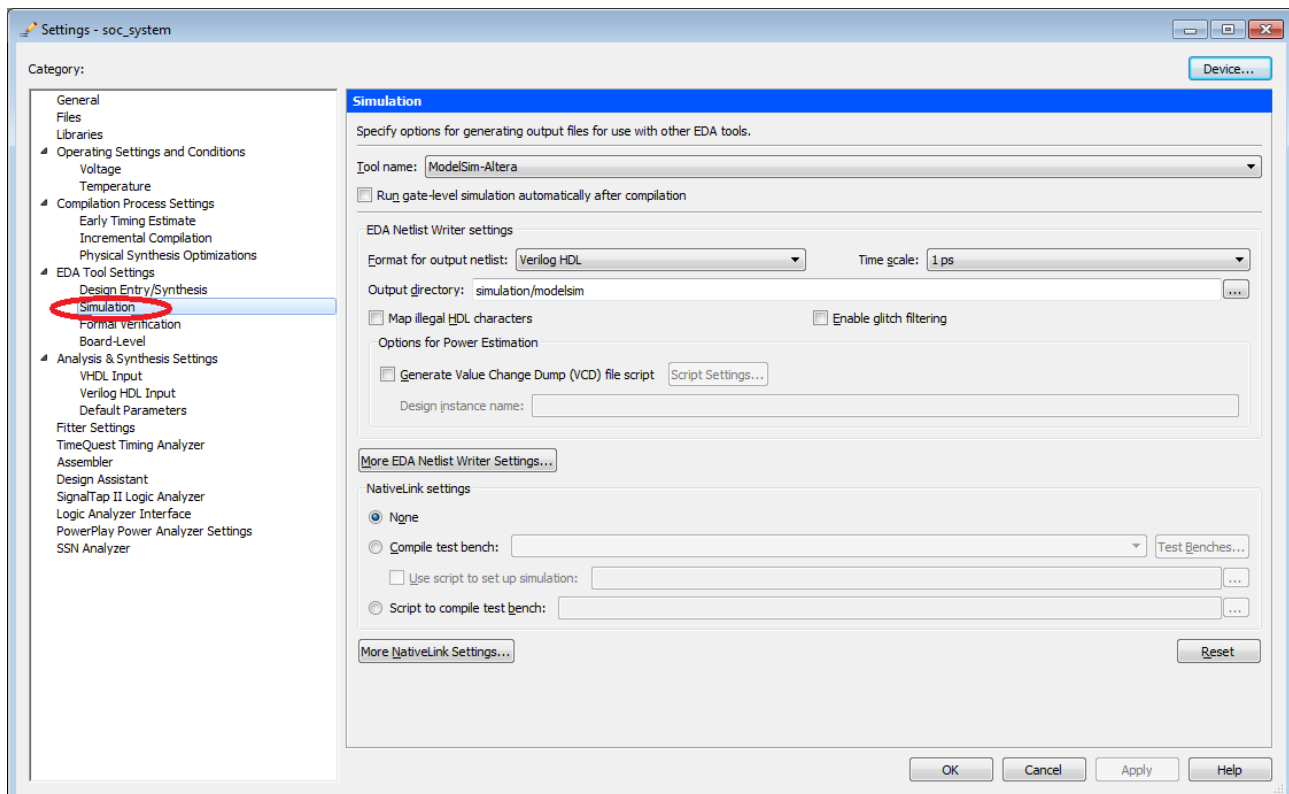 Settings - soc_system
Category:
Device...
General
Files
Libraries
Operating Settings and Conditions
Voltage
Temperature
Compilation Process Settings
Early Timing Estimate
Incremental Compilation
Physical Synthesis Optimizations
EDA Tool Settings
Design Entry/Synthesis
Simulation
Formal Verification
Board-Level
Analysis & Synthesis Settings
VHDL Input
Verilog HDL Input
Default Parameters
Fitter Settings
TimeQuest Timing Analyzer
Assembler
Design Assistant
SignalTap II Logic Analyzer
Logic Analyzer Interface
PowerPlay Power Analyzer Settings
SSN Analyzer
Simulation
Specify options for generating output files for use with other EDA tools.
Tool name: ModelSim-Altera
Run gate-level simulation automatically after compilation
EDA Netlist Writer settings
Format for output netlist: Verilog HDL Time scale: 1 ps
Output directory: simulation/modelsim ...
Map illegal HDL characters Enable glitch filtering
Options for Power Estimation
Generate Value Change Dump (VCD) file script Script Settings...
Design instance name:
More EDA Netlist Writer Settings...
NativeLink settings
None
Compile test bench: Test Benches...
Use script to set up simulation: ...
Script to compile test bench: ...
More NativeLink Settings... Reset
OK Cancel Apply Help